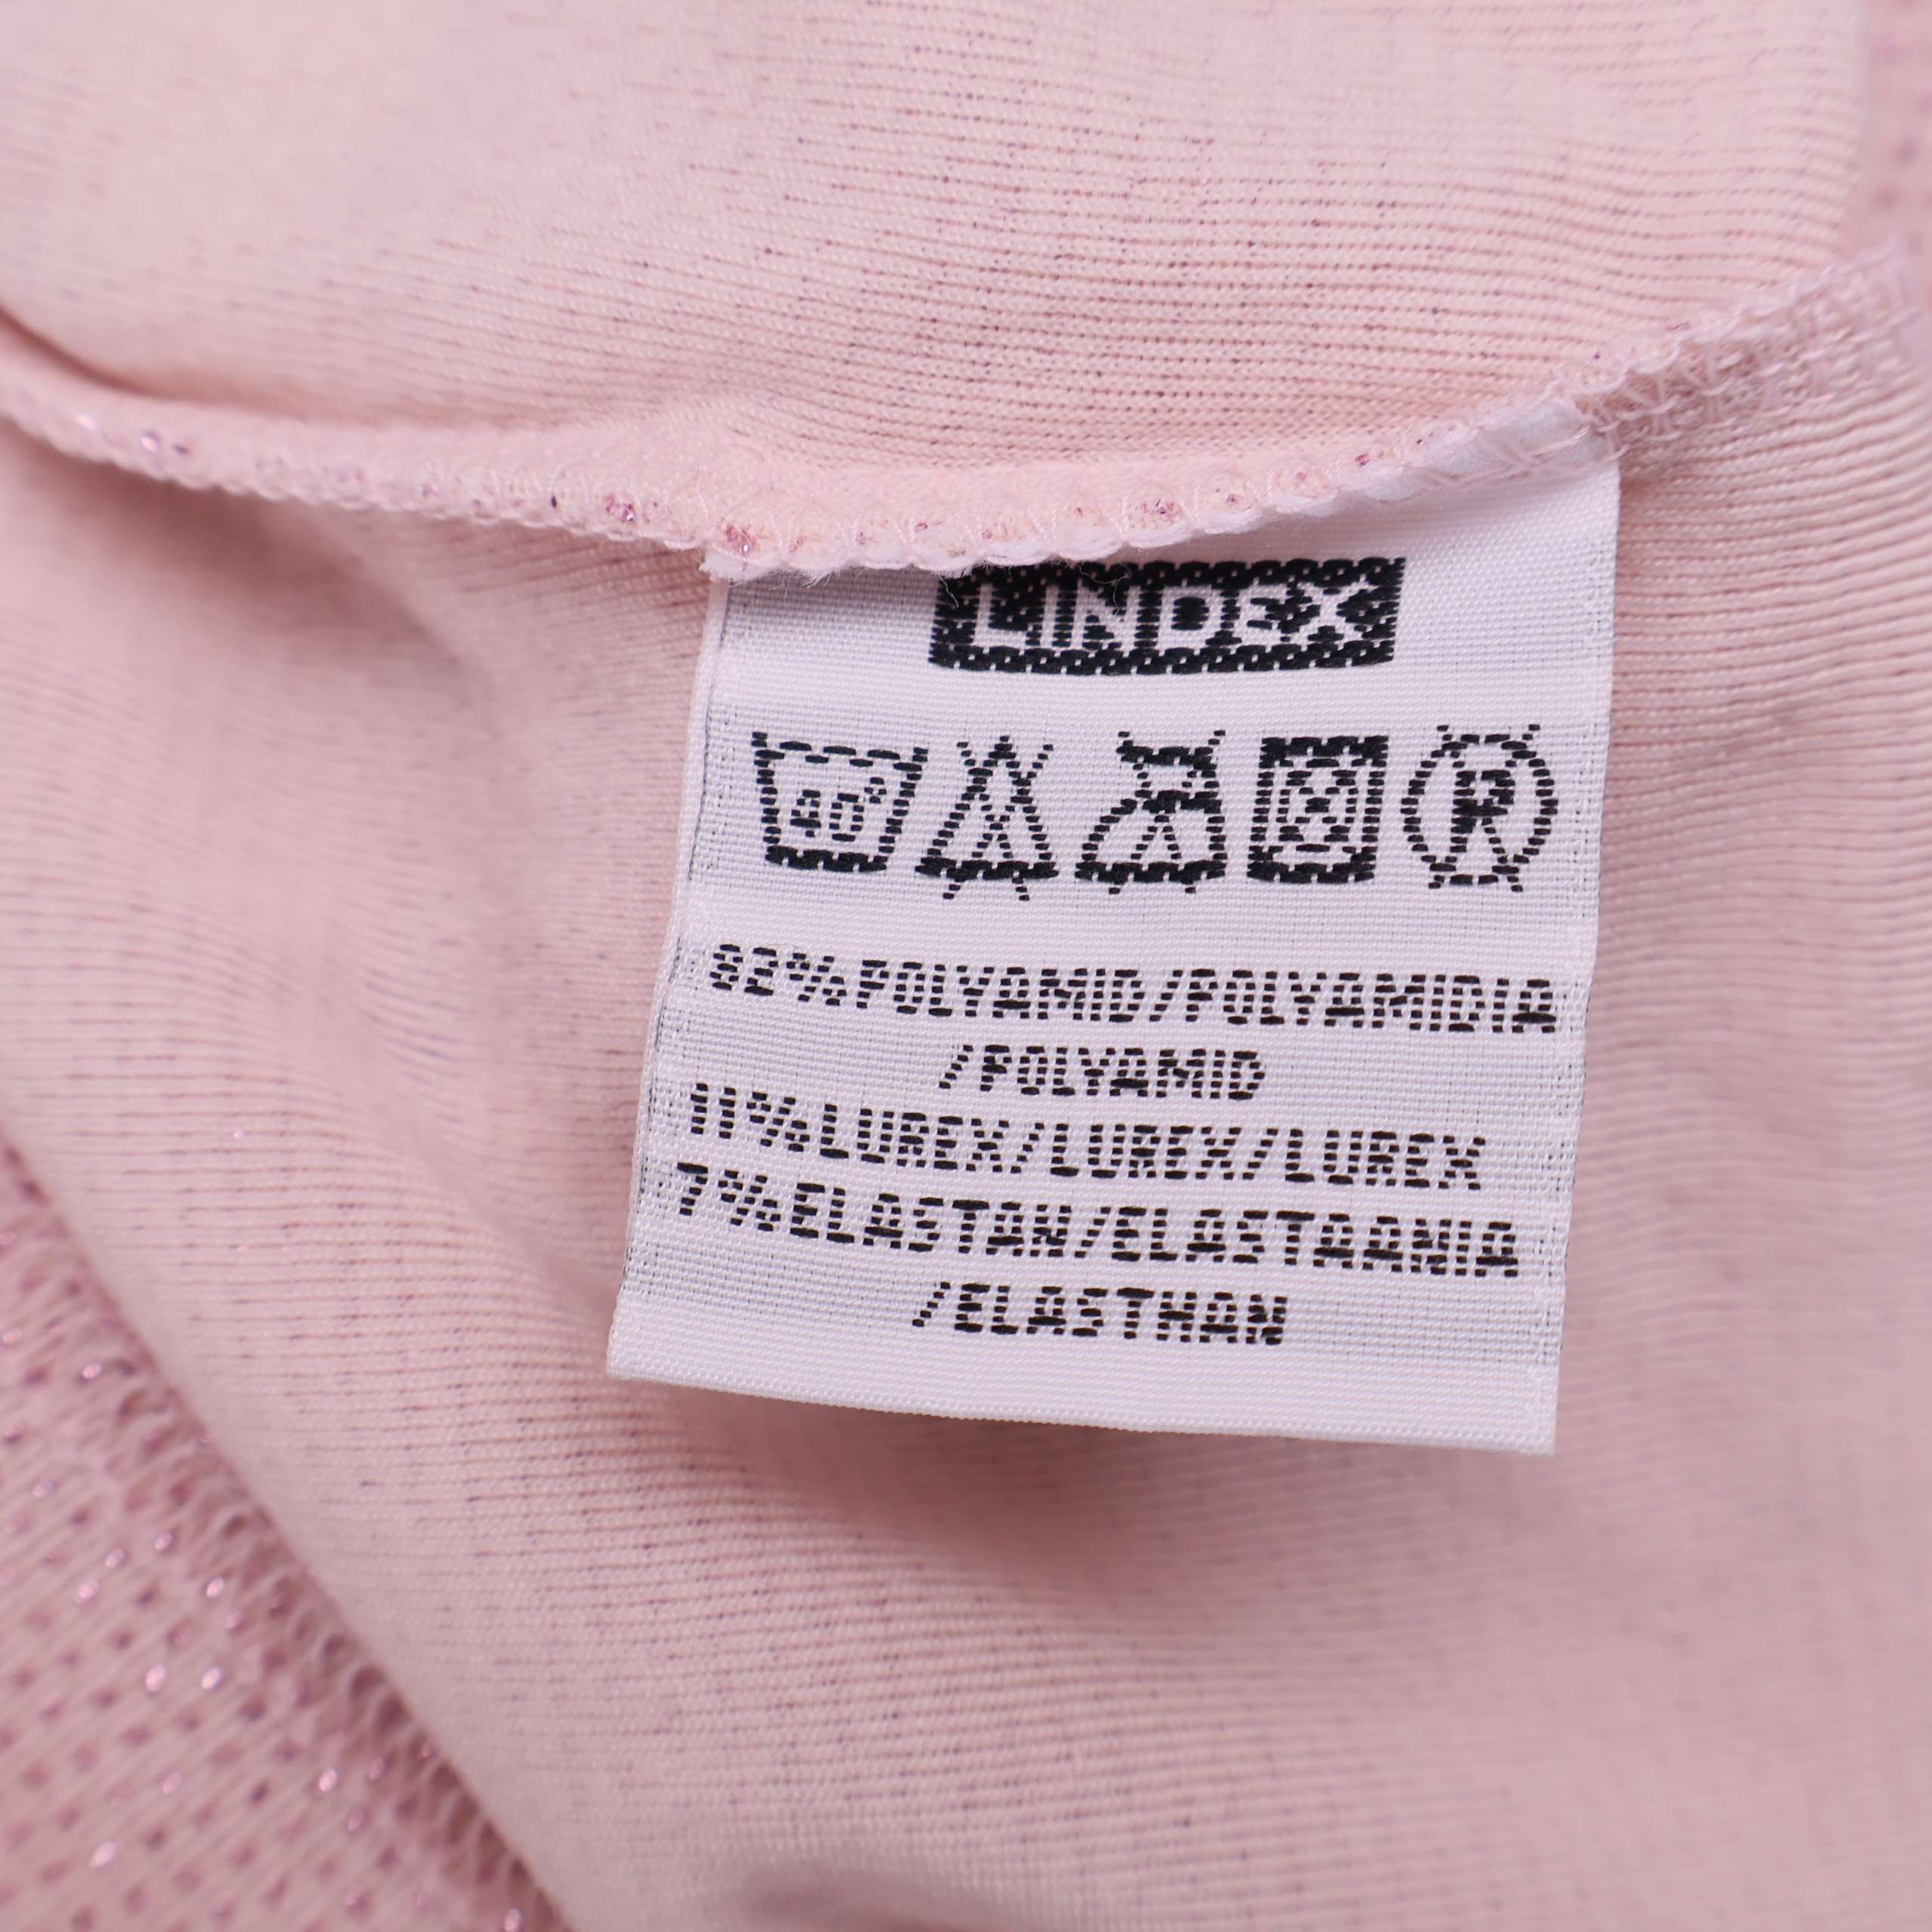 LINDEX
40°
R
82%POLYAMID/POLYAMIDIA
/POLYAMID
11%LUREX/LUREX/LUREX
7%ELASTAN/ELASTAANIA
/ELASTHAN